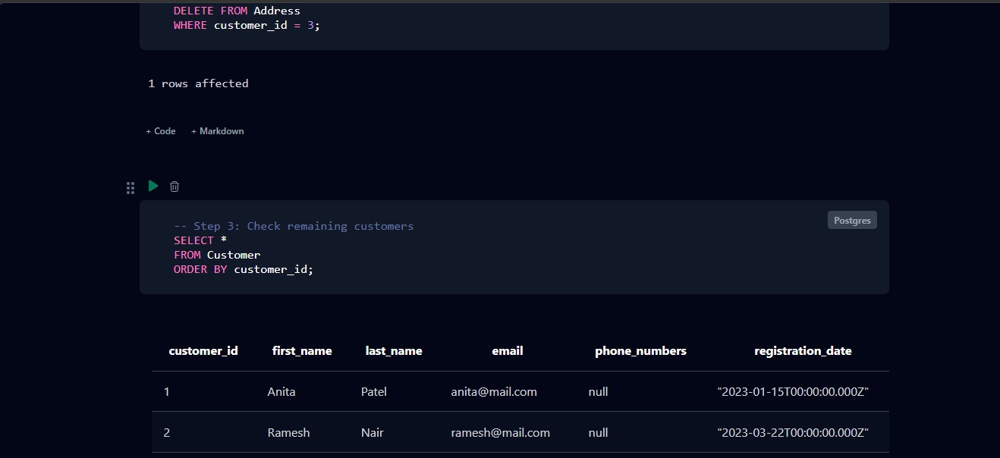 DELETE FROM Address
WHERE customer_id = 3;
1 rows affected
+ Code + Markdown
-- Step 3: Check remaining customers
Postgres
SELECT *
FROM Customer
ORDER BY customer_id;
customer_id first_name last_name email phone_numbers registration_date
1 Anita Patel anita@mail.com null "2023-01-15T00:00:00.000Z"
2 Ramesh Nair ramesh@mail.com null "2023-03-22T00:00:00.000Z"